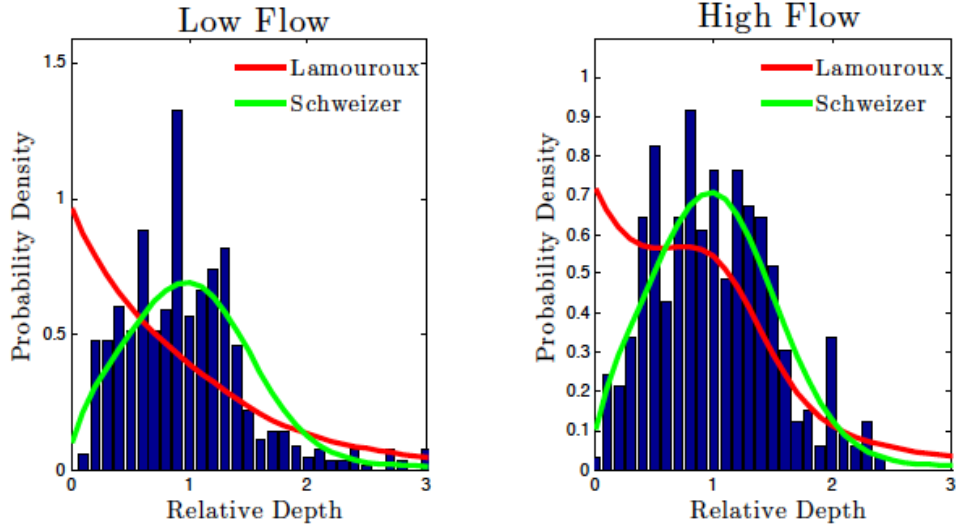 Low Flow
1.5
1
0.5
0
0
1
2
3
Probability Density
Relative Depth
Lamouroux
Schweizer
High Flow
1
0.9
0.8
0.7
0.6
0.5
0.4
0.3
0.2
0.1
0
0
1
2
3
Probability Density
Relative Depth
Lamouroux
Schweizer